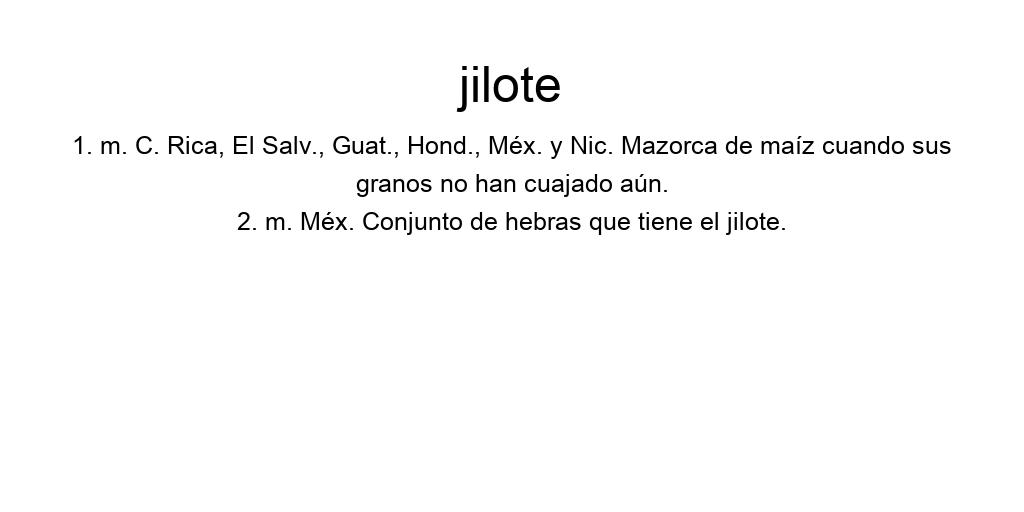 jilote
1. m. C. Rica, El Salv., Guat., Hond., Méx. y Nic. Mazorca de maíz cuando sus
granos no han cuajado aún.
2. m. Méx. Conjunto de hebras que tiene el jilote.